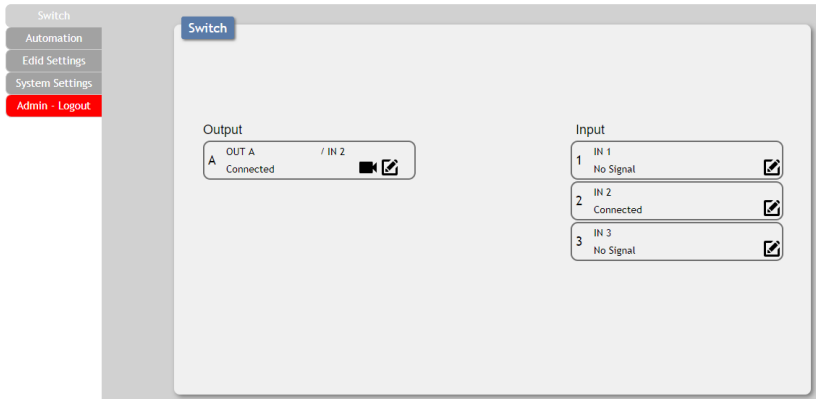 Switch
Automation
Edid Settings
System Settings
Admin - Logout
Switch
Output
A
OUT A / IN 2
Connected
Input
1
IN 1
No Signal
2
IN 2
Connected
3
IN 3
No Signal